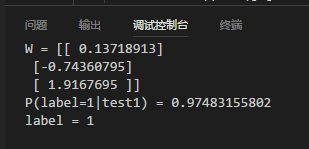 问题 输出 调试控制台 终端
W = [[ 0.13718913]
 [-0.74360795]
 [ 1.9167695 ]]
P(label=1|test1) = 0.97483155802
label = 1